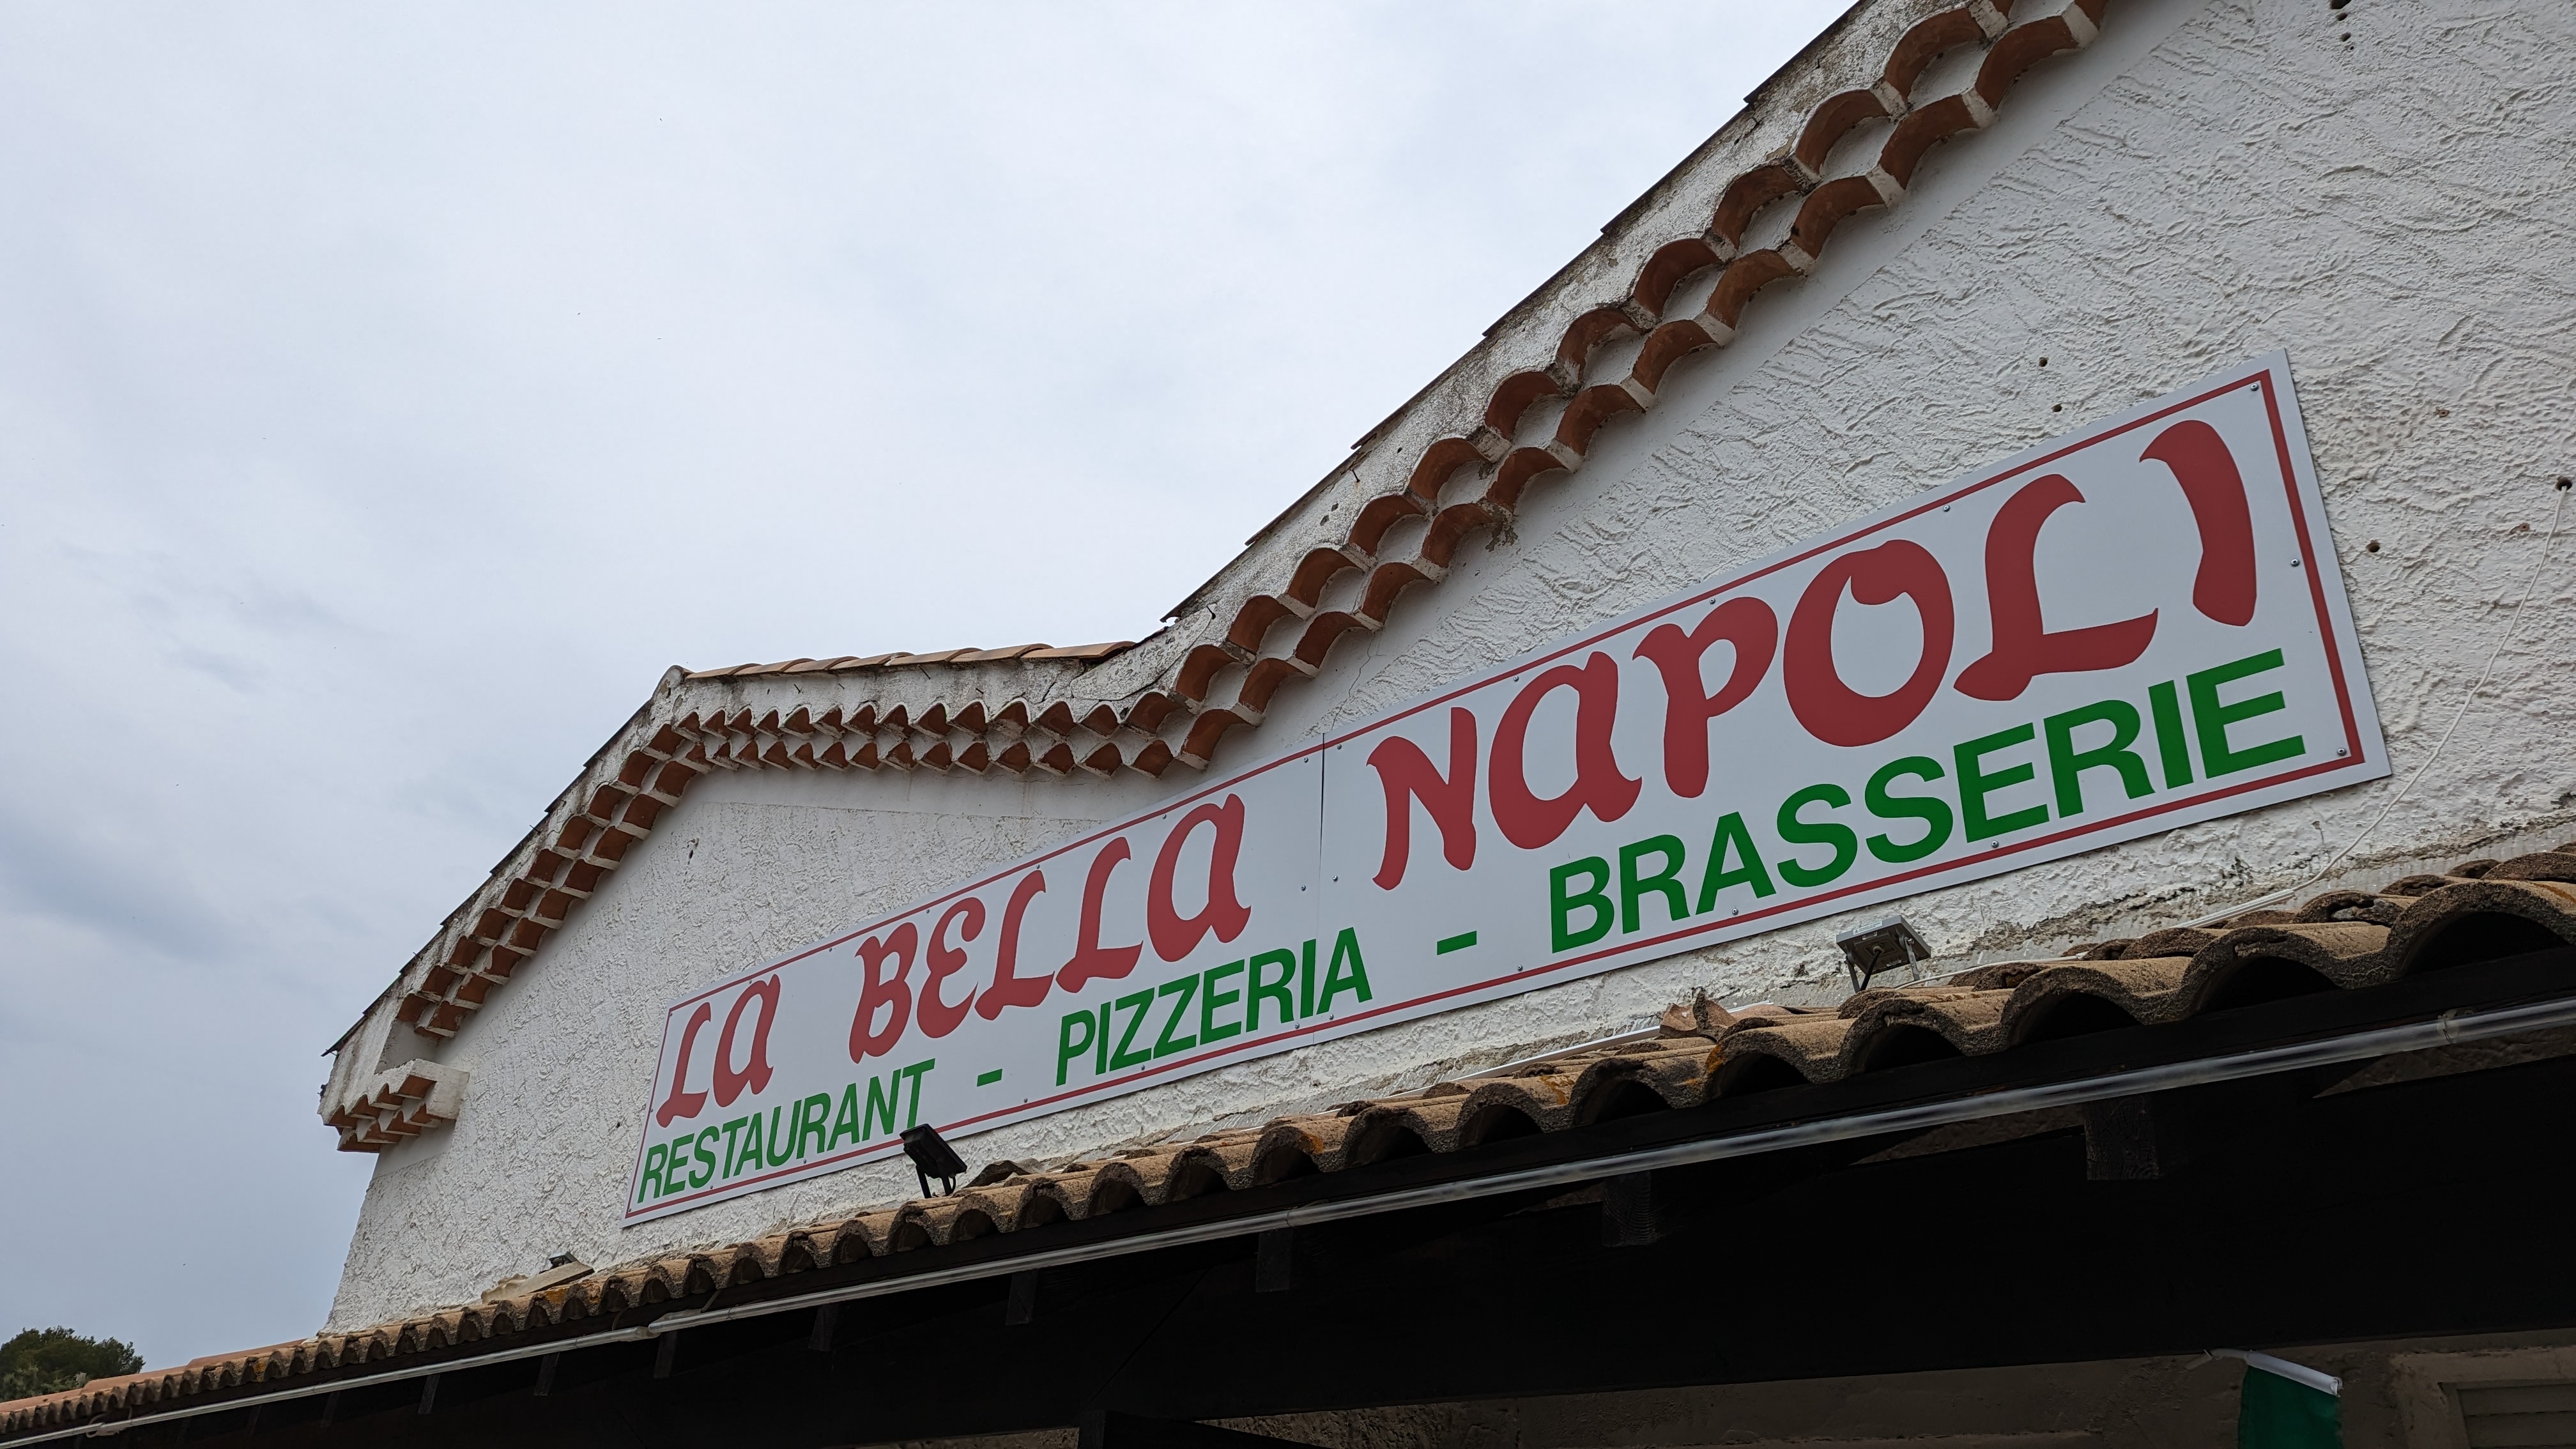 LA BELLA NAPOLI
RESTAURANT - PIZZERIA - BRASSERIE